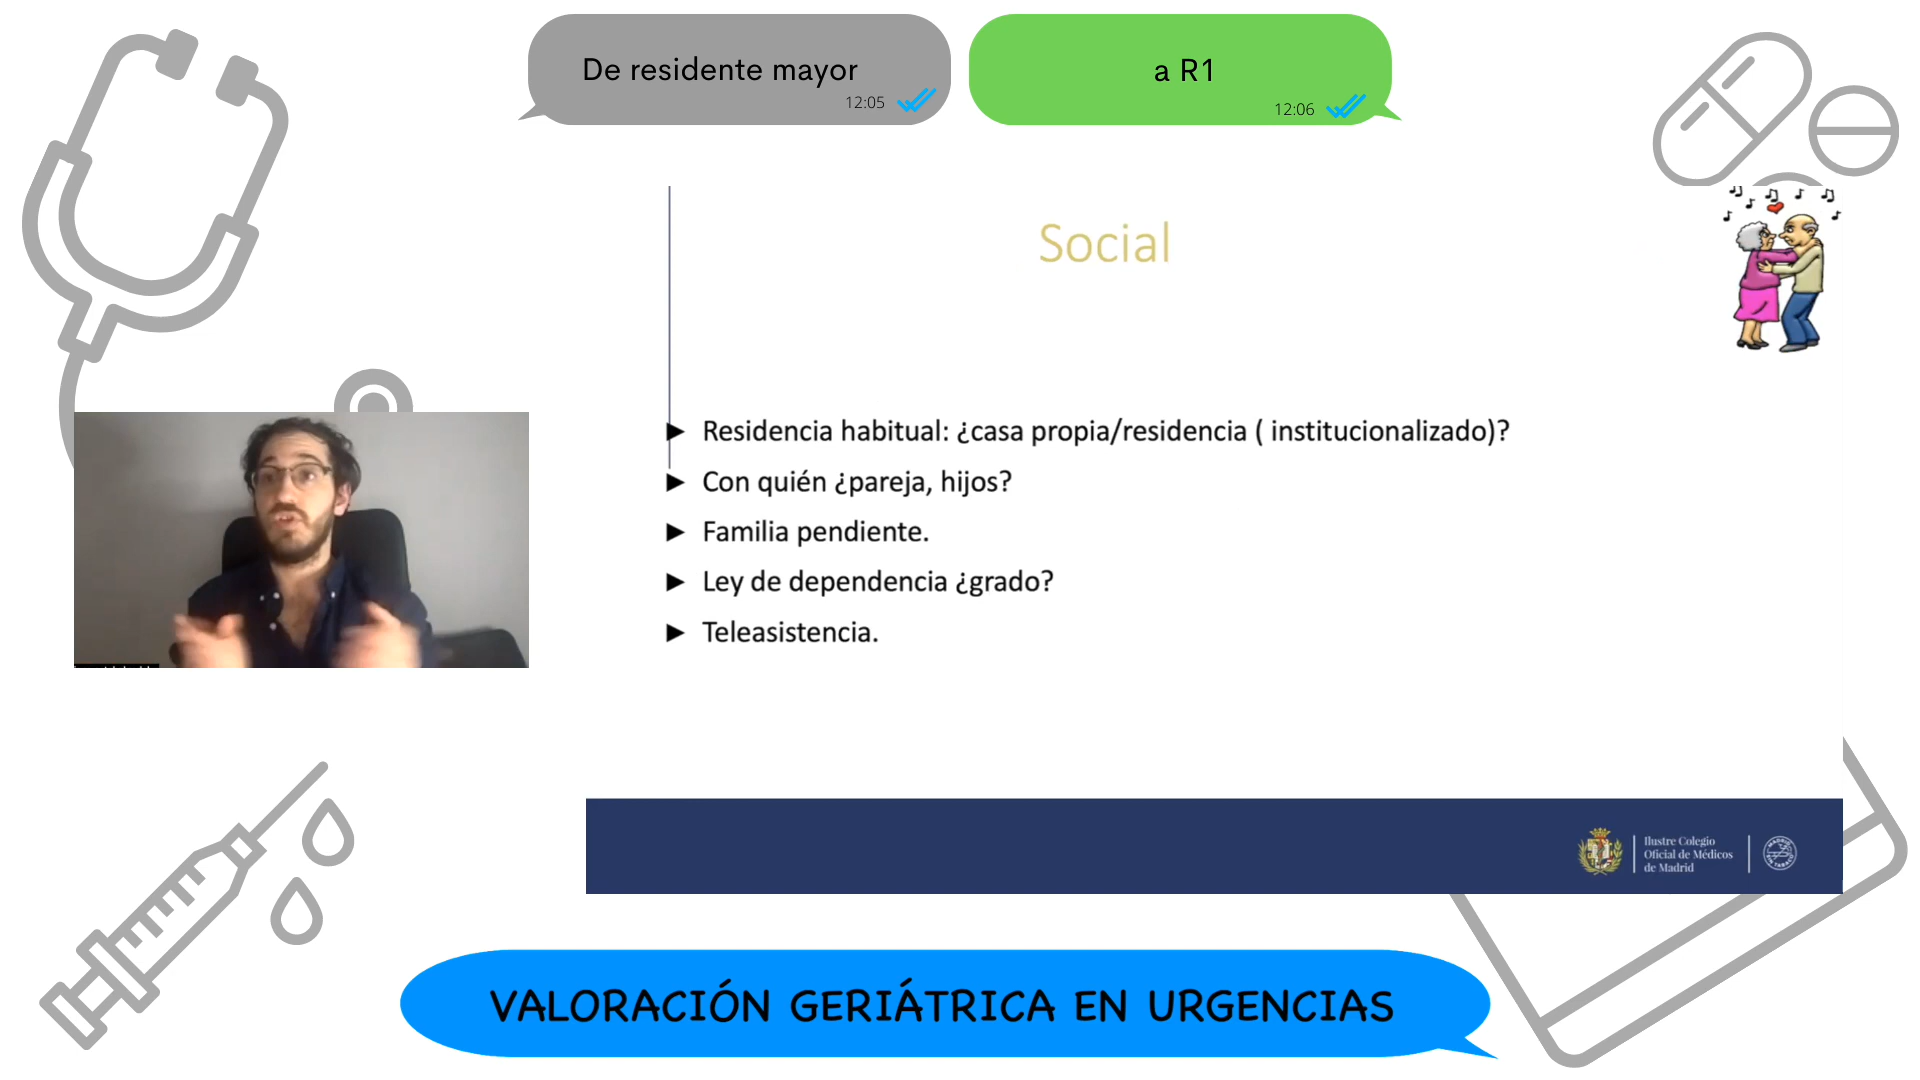 De residente mayor
12:05
a R1
12:06
Social
Residencia habitual: ¿casa propia/residencia ( institucionalizado)?
Con quién ¿pareja, hijos?
Familia pendiente.
Ley de dependencia ¿grado?
Teleasistencia.
Ilustre Colegio
Oficial de Médicos
de Madrid
VALORACIÓN GERIÁTRICA EN URGENCIAS